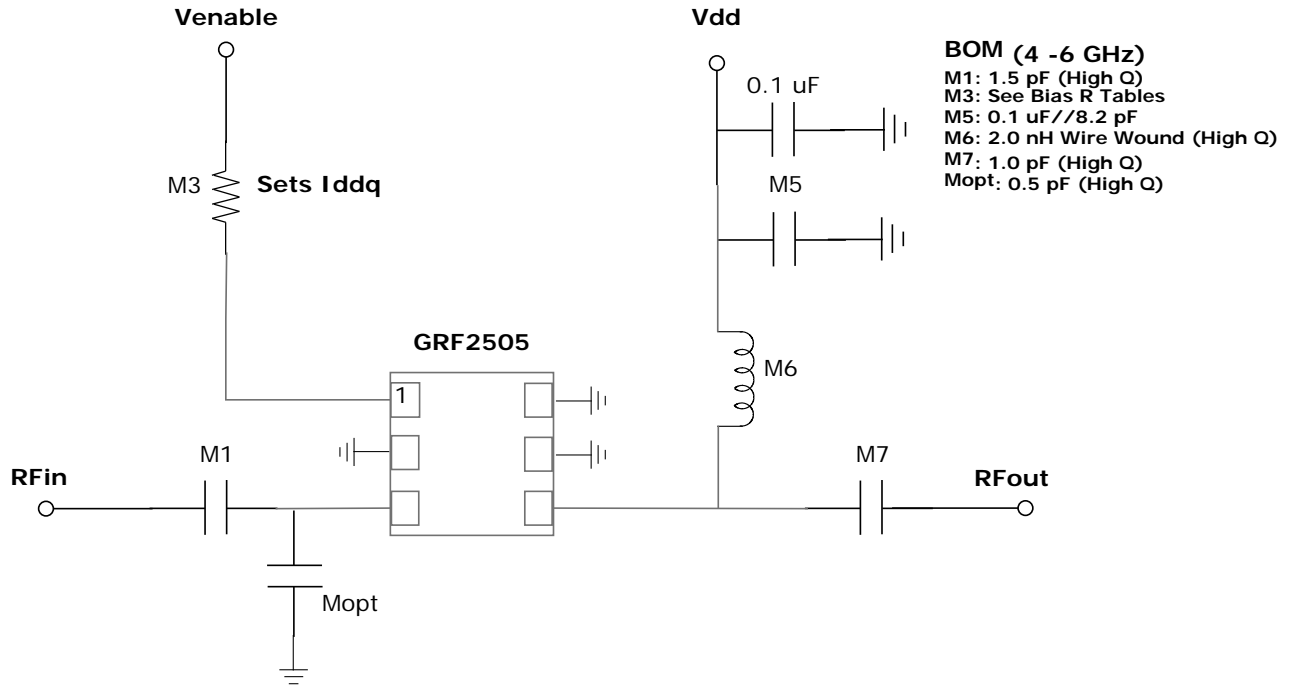 Venable
Vdd
BOM (4 -6 GHz)
M1: 1.5 pF (High Q)
M3: See Bias R Tables
M5: 0.1 uF//8.2 pF
M6: 2.0 nH Wire Wound (High Q)
M7: 1.0 pF (High Q)
Mopt: 0.5 pF (High Q)
0.1 uF
M3 Sets Iddq
M5
GRF2505
M6
1
M1
M7
RFin
RFout
Mopt